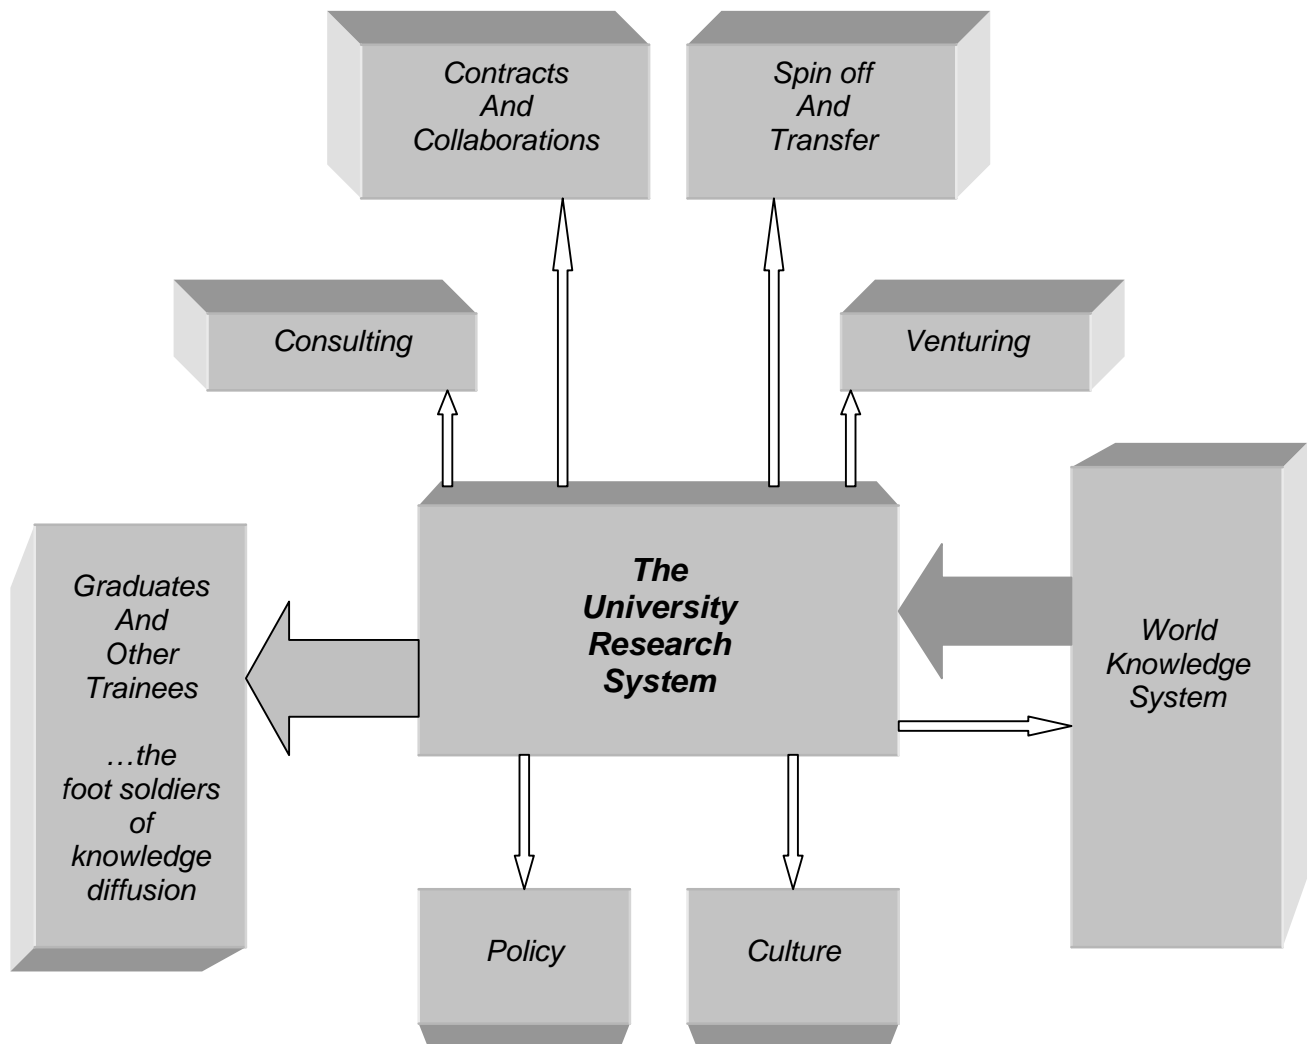 Contracts
And
Collaborations
Spin off
And
Transfer
Consulting
Venturing
The
University
Research
System
Graduates
And
Other
Trainees
…the
foot soldiers
of
knowledge
diffusion
World
Knowledge
System
Policy
Culture